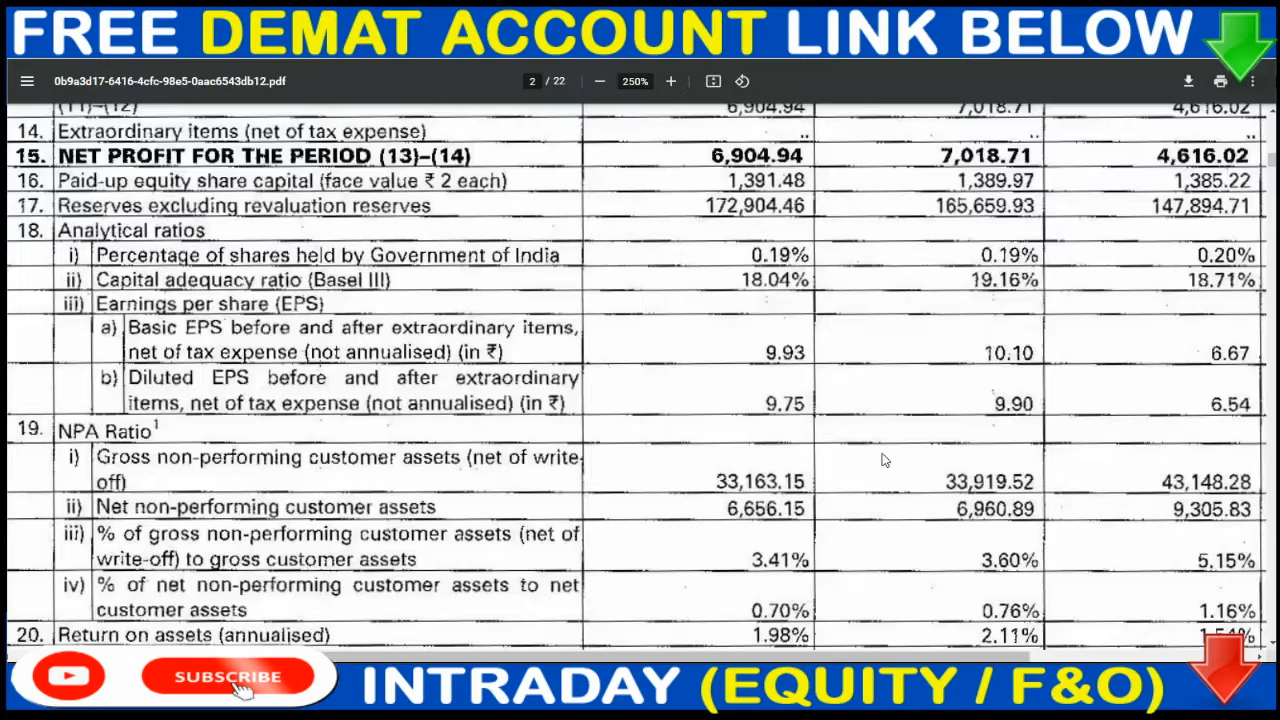 FREE DEMAT ACCOUNT LINK BELOW
0b9a3d17-6416-4cfc-98e5-0aac6543db12.pdf 2 / 22 250%
(11)–(12) 6,904.94 7,018.71 4,616.02
14. Extraordinary items (net of tax expense) .. .. ..
15. NET PROFIT FOR THE PERIOD (13)–(14) 6,904.94 7,018.71 4,616.02
16. Paid-up equity share capital (face value ₹ 2 each) 1,391.48 1,389.97 1,385.22
17. Reserves excluding revaluation reserves 172,904.46 165,659.93 147,894.71
18. Analytical ratios
i) Percentage of shares held by Government of India 0.19% 0.19% 0.20%
ii) Capital adequacy ratio (Basel III) 18.04% 19.16% 18.71%
iii) Earnings per share (EPS)
a) Basic EPS before and after extraordinary items,
net of tax expense (not annualised) (in ₹) 9.93 10.10 6.67
b) Diluted EPS before and after extraordinary
items, net of tax expense (not annualised) (in ₹) 9.75 9.90 6.54
19. NPA Ratio¹
i) Gross non-performing customer assets (net of write-
off) 33,163.15 33,919.52 43,148.28
ii) Net non-performing customer assets 6,656.15 6,960.89 9,305.83
iii) % of gross non-performing customer assets (net of
write-off) to gross customer assets 3.41% 3.60% 5.15%
iv) % of net non-performing customer assets to net
customer assets 0.70% 0.76% 1.16%
20. Return on assets (annualised) 1.98% 2.11%
SUBSCRIBE
INTRADAY (EQUITY / F&O)